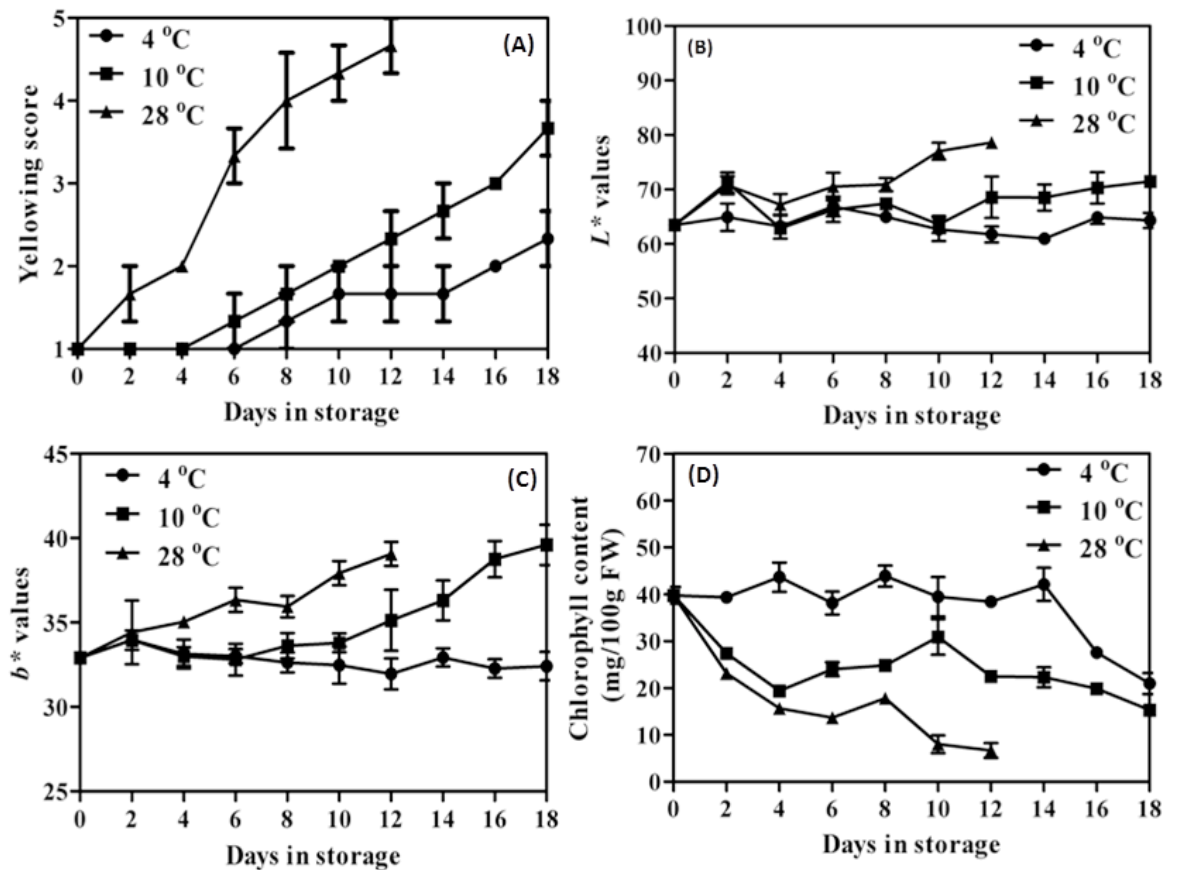 (A)
4 °C
10 °C
28 °C
Yellowing score
5
4
3
2
1
0 2 4 6 8 10 12 14 16 18
Days in storage
(B)
4 °C
10 °C
28 °C
L* values
100
90
80
70
60
50
40
0 2 4 6 8 10 12 14 16 18
Days in storage
(C)
4 °C
10 °C
28 °C
b* values
45
40
35
30
25
0 2 4 6 8 10 12 14 16 18
Days in storage
(D)
4 °C
10 °C
28 °C
Chlorophyll content
(mg/100g FW)
70
60
50
40
30
20
10
0
0 2 4 6 8 10 12 14 16 18
Days in storage